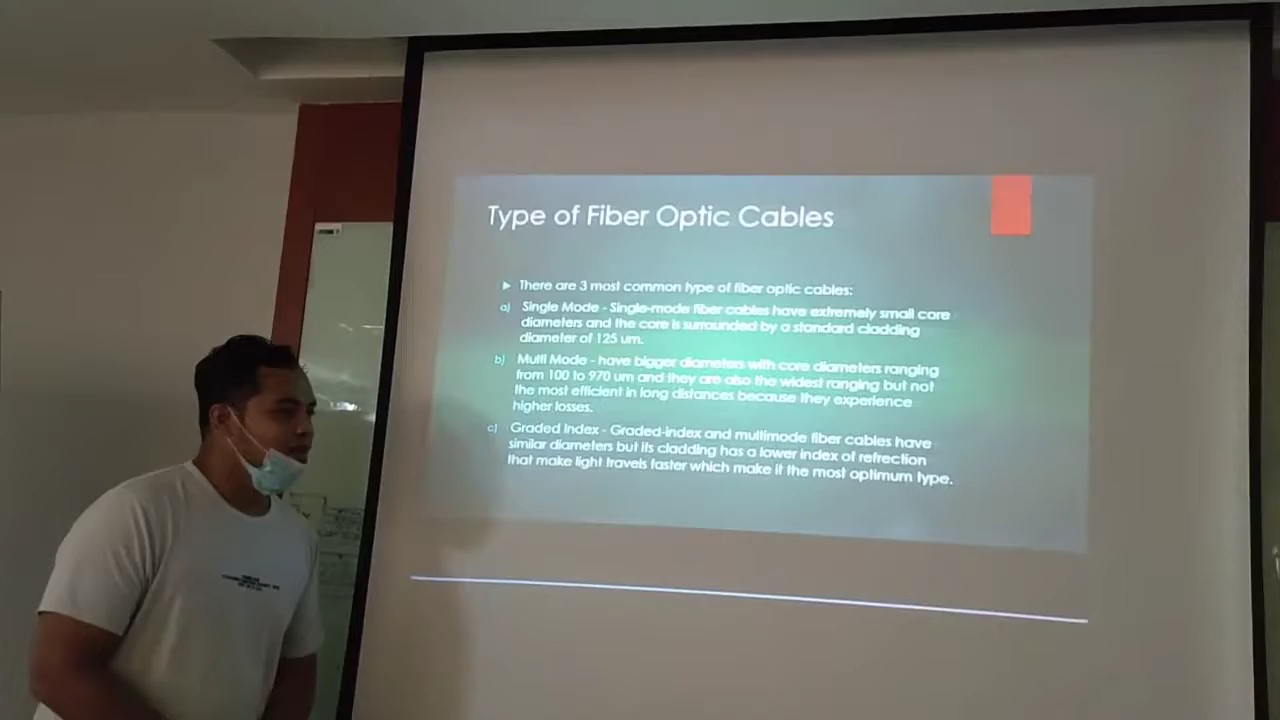 Type of Fiber Optic Cables
► There are 3 most common type of fiber optic cables:
a) Single Mode - Single-mode fiber cables have extremely small core
diameters and the core is surrounded by a standard cladding
diameter of 125 um.
b) Multi Mode - have bigger diameters with core diameters ranging
from 100 to 970 um and they are also the widest ranging but not
the most efficient in long distances because they experience
higher losses.
c) Graded Index - Graded-index and multimode fiber cables have
similar diameters but its cladding has a lower index of refrection
that make light travels faster which make it the most optimum type.